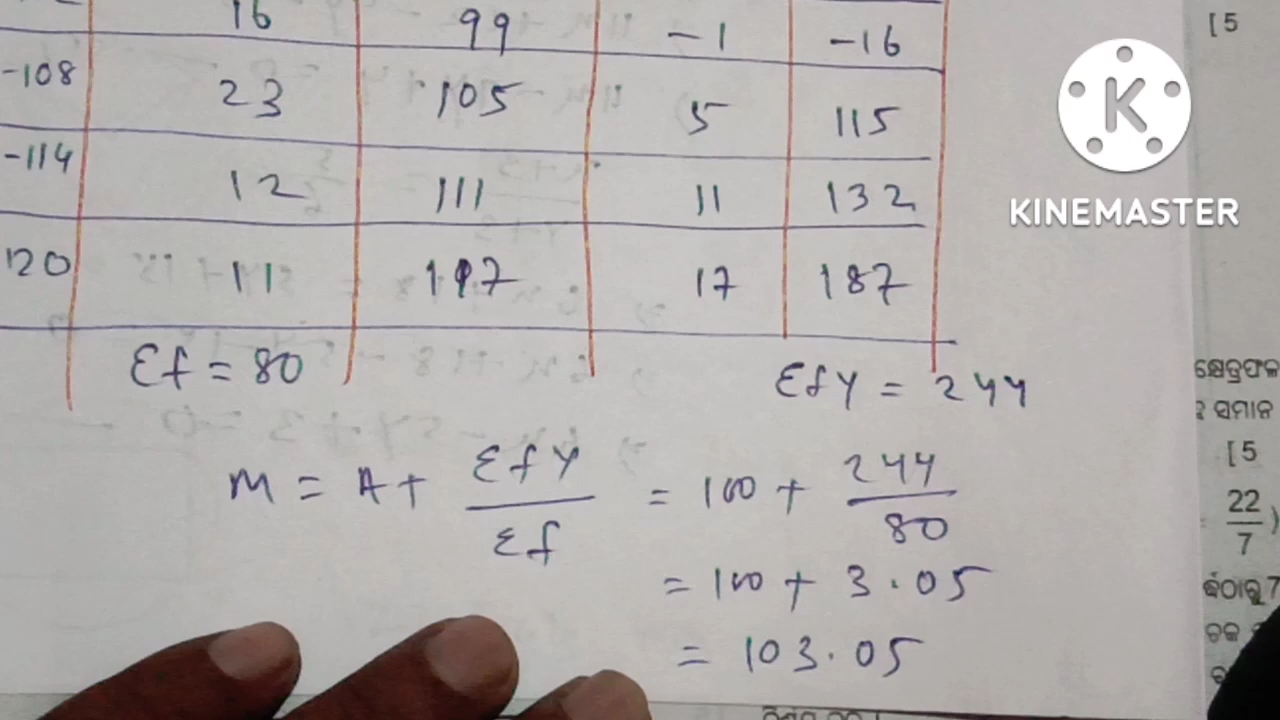 16 99 -1 -16
-108 23 105 5 115
-114 12 111 11 132
120 11 117 17 187
Σf = 80 ΣfY = 244
M = A + ΣfY/Σf = 100 + 244/80
= 100 + 3.05
= 103.05
KINEMASTER
[5
କ୍ଷେତ୍ରଫଳ
ସମାନ
[5
22/7)